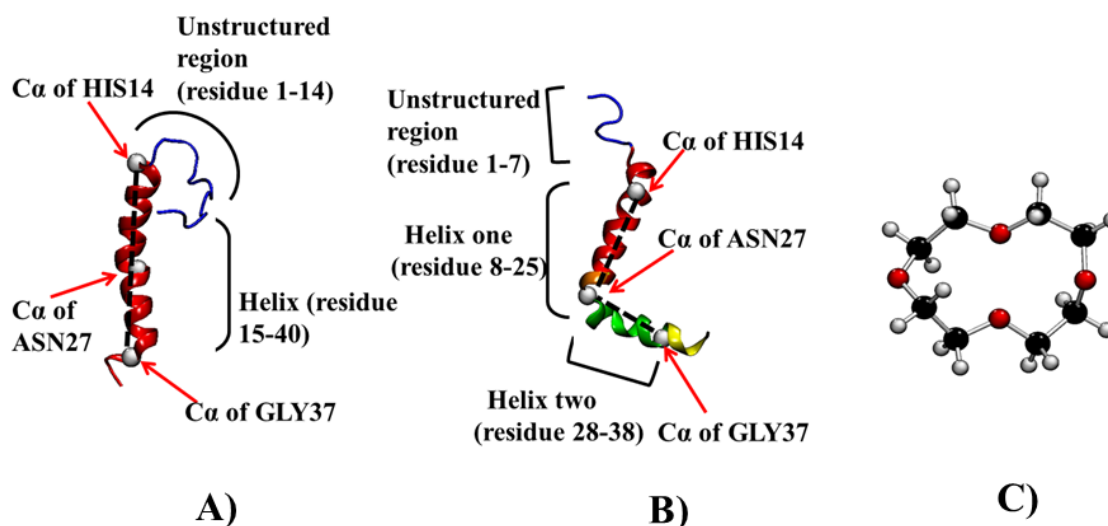 Unstructured
region
(residue 1-14)
Cα of HIS14
Cα of
ASN27
Helix (residue
15-40)
Cα of GLY37
A)
Unstructured
region
(residue 1-7)
Cα of HIS14
Helix one
(residue 8-25)
Cα of ASN27
Helix two
(residue 28-38)
Cα of GLY37
B)
C)